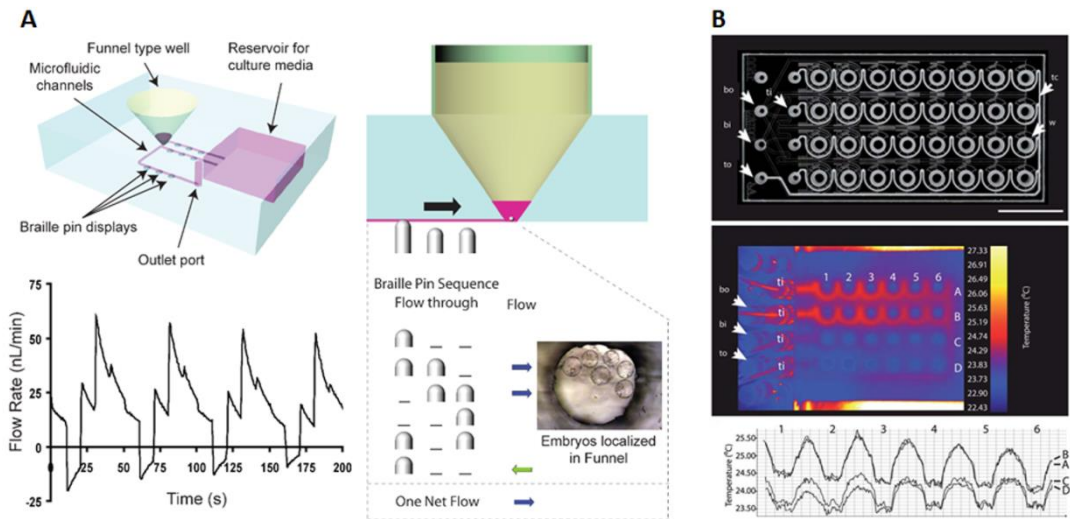 A
Funnel type well
Reservoir for
culture media
Microfluidic
channels
Braille pin displays
Outlet port
75
50
25
0
-25
Flow Rate (nL/min)
0 25 50 75 100 125 150 175 200
Time (s)
Braille Pin Sequence
Flow through Flow
Embryos localized
in Funnel
One Net Flow
B
bo
ti
tc
bi
w
to
1 2 3 4 5 6
ti
A
bo
ti
B
bi
ti
C
to
ti
D
27.33
26.91
26.49
26.06
25.63
25.19
24.74
24.29
23.83
23.73
22.90
22.43
Temperature (°C)
1 2 3 4 5 6
25.50
25.00
24.50
24.00
23.50
Temperature (°C)
B
A
C
D